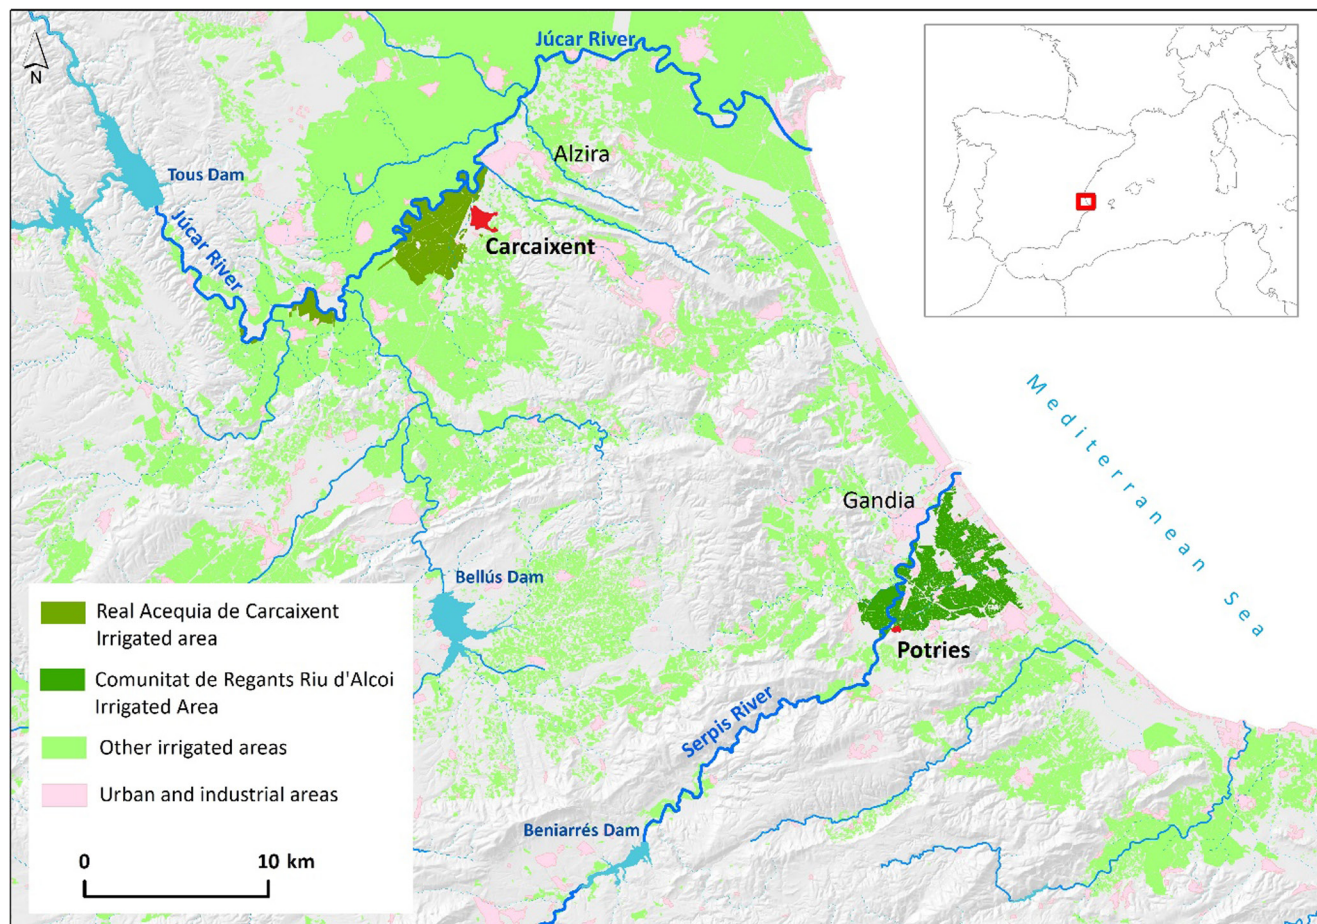 Júcar River
N
Alzira
Tous Dam
Júcar River
Carcaixent
Mediterranean Sea
Gandia
Bellús Dam
Potries
Serpis River
Beniarrés Dam
Real Acequia de Carcaixent
Irrigated area
Comunitat de Regants Riu d'Alcoi
Irrigated Area
Other irrigated areas
Urban and industrial areas
0 10 km